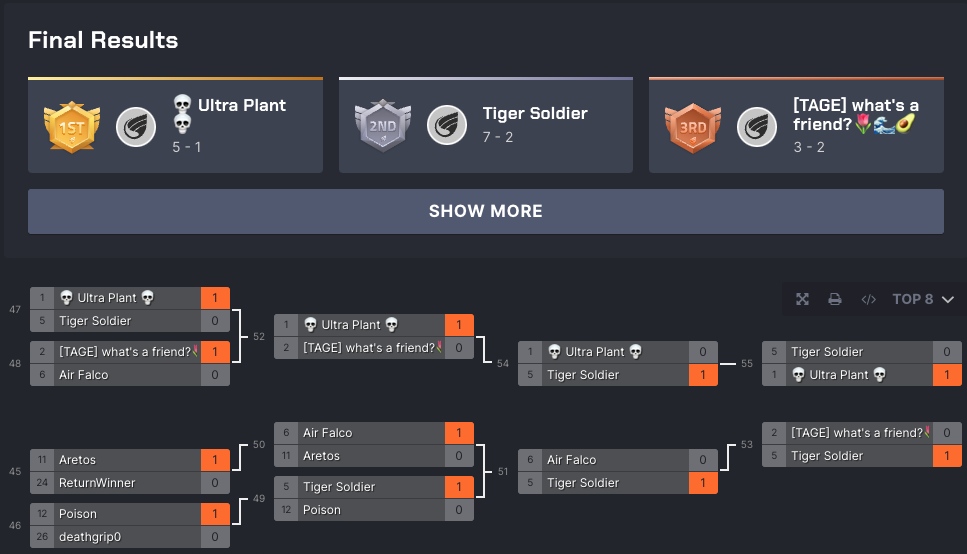 Final Results
1ST
💀 Ultra Plant
💀
5 - 1
2ND
Tiger Soldier
7 - 2
3RD
[TAGE] what's a
friend?🌷🌊🥑
3 - 2
SHOW MORE
TOP 8
47
1 💀 Ultra Plant 💀 1
5 Tiger Soldier 0
48
2 [TAGE] what's a friend?🌷 1
6 Air Falco 0
52
1 💀 Ultra Plant 💀 1
2 [TAGE] what's a friend?🌷 0
54
1 💀 Ultra Plant 💀 0
5 Tiger Soldier 1
55
5 Tiger Soldier 0
1 💀 Ultra Plant 💀 1
45
11 Aretos 1
24 ReturnWinner 0
46
12 Poison 1
26 deathgrip0 0
50
6 Air Falco 1
11 Aretos 0
49
5 Tiger Soldier 1
12 Poison 0
51
6 Air Falco 0
5 Tiger Soldier 1
53
2 [TAGE] what's a friend?🌷 0
5 Tiger Soldier 1